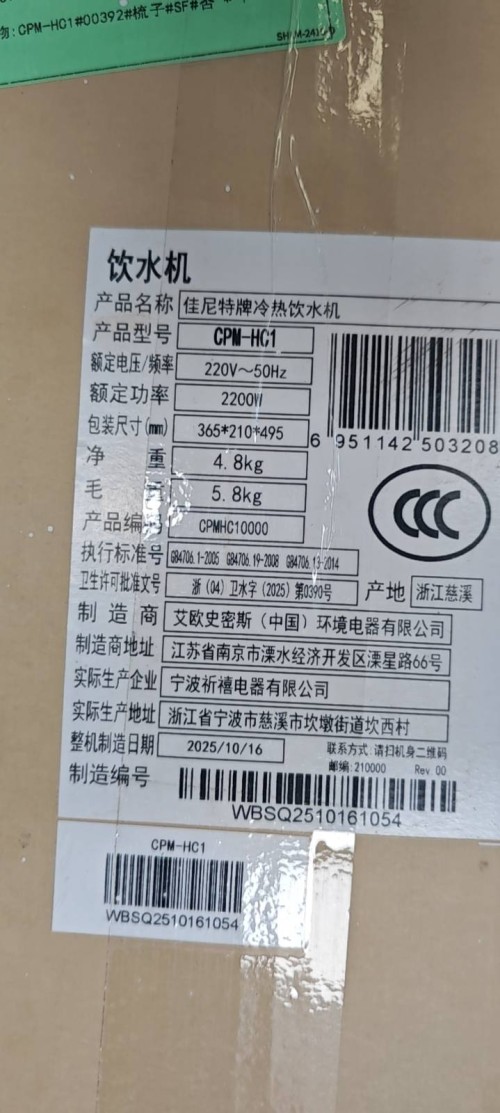 物:CPM-HC1#00392#梳子#SF#杏
饮水机
产品名称 佳尼特牌冷热饮水机
产品型号 CPM-HC1
额定电压/频率 220V～50Hz
额定功率 2200W
包装尺寸(mm) 365*210*495
6 951142 503208
净 重 4.8kg
毛 5.8kg
CCC
产品编 CPMHC10000
执行标准号 GB4706.1-2005 GB4706.19-2008 GB4706.13-2014
卫生许可批准文号 浙（04）卫水字（2025）第0390号 产地 浙江慈溪
制造商 艾欧史密斯（中国）环境电器有限公司
制造商地址 江苏省南京市溧水经济开发区溧星路66号
实际生产企业 宁波祈禧电器有限公司
实际生产地址 浙江省宁波市慈溪市坎墩街道坎西村
整机制造日期 2025/10/16 联系方式:请扫机身二维码
邮编:210000 Rev.00
制造编号
WBSQ2510161054
CPM-HC1
WBSQ2510161054